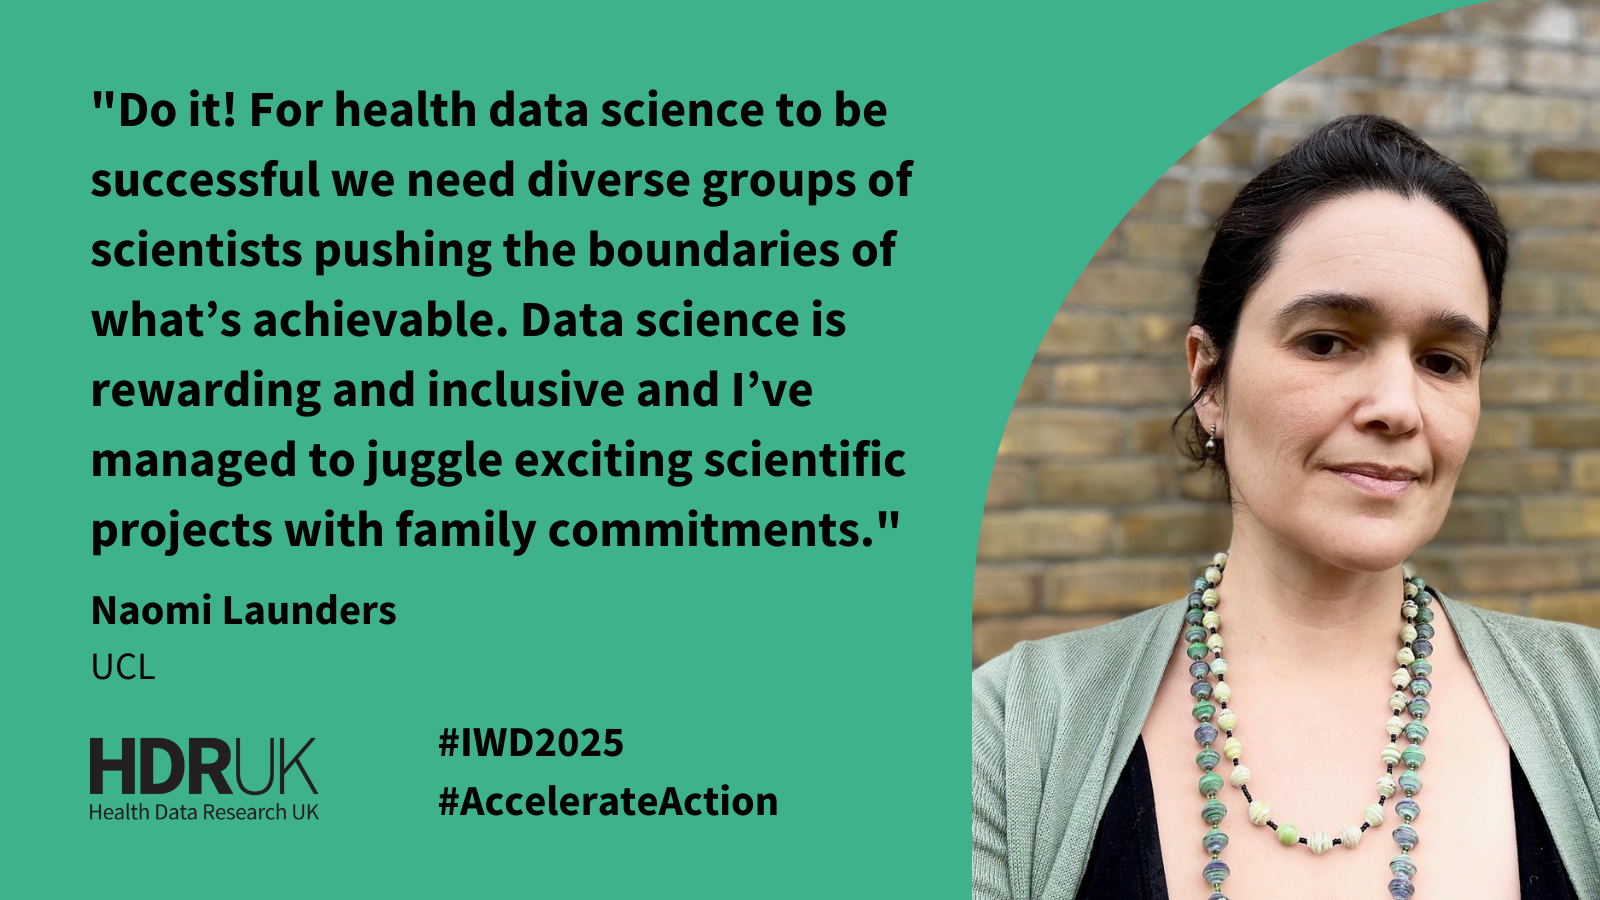 "Do it! For health data science to be
successful we need diverse groups of
scientists pushing the boundaries of
what’s achievable. Data science is
rewarding and inclusive and I’ve
managed to juggle exciting scientific
projects with family commitments."
Naomi Launders
UCL
HDRUK
Health Data Research UK
#IWD2025
#AccelerateAction